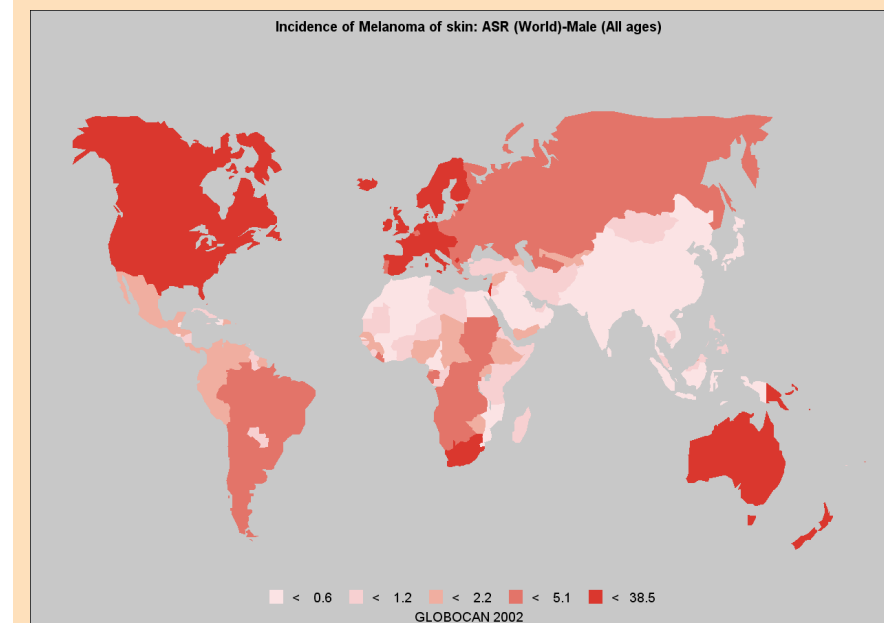 Incidence of Melanoma of skin: ASR (World)-Male (All ages)
< 0.6 < 1.2 < 2.2 < 5.1 < 38.5
GLOBOCAN 2002